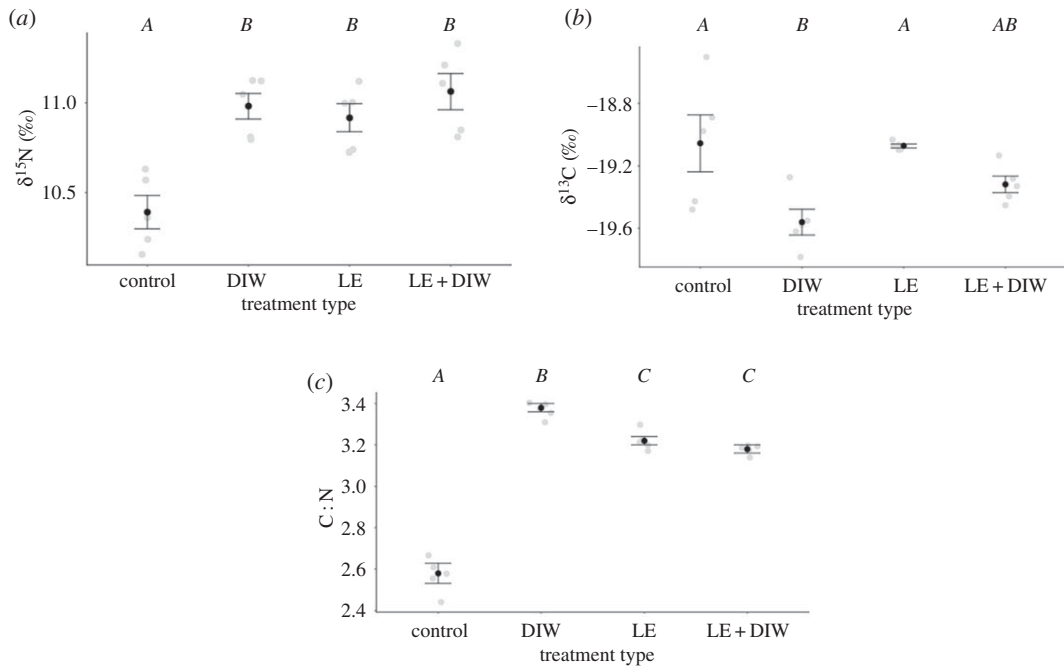 (a)
A B B B
11.0
10.5
δ¹⁵N (‰)
control DIW LE LE + DIW
treatment type
(b)
A B A AB
−18.8
−19.2
−19.6
δ¹³C (‰)
control DIW LE LE + DIW
treatment type
(c)
A B C C
3.4
3.2
3.0
2.8
2.6
2.4
C : N
control DIW LE LE + DIW
treatment type